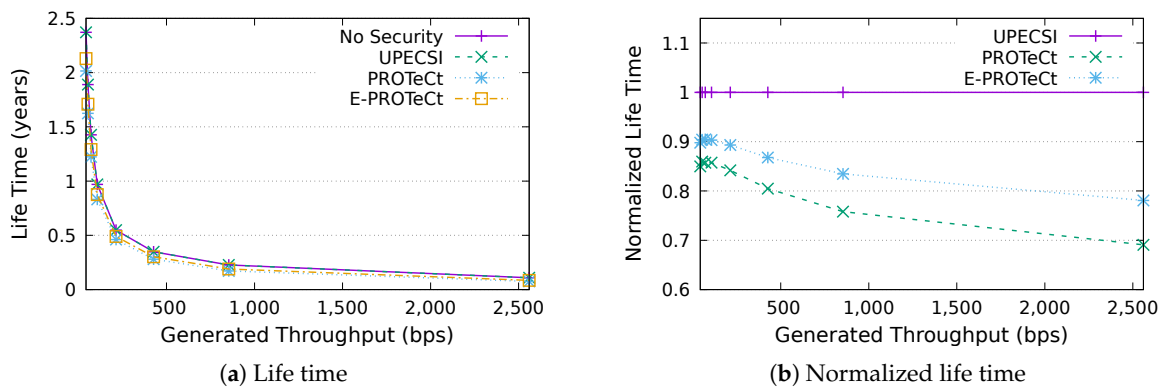 2.5
2
1.5
1
0.5
0
Life Time (years)
No Security
UPECSI
PROTeCt
E-PROTeCt
500
1,000
1,500
2,000
2,500
Generated Throughput (bps)
(a) Life time
1.1
1
0.9
0.8
0.7
0.6
Normalized Life Time
UPECSI
PROTeCt
E-PROTeCt
500
1,000
1,500
2,000
2,500
Generated Throughput (bps)
(b) Normalized life time